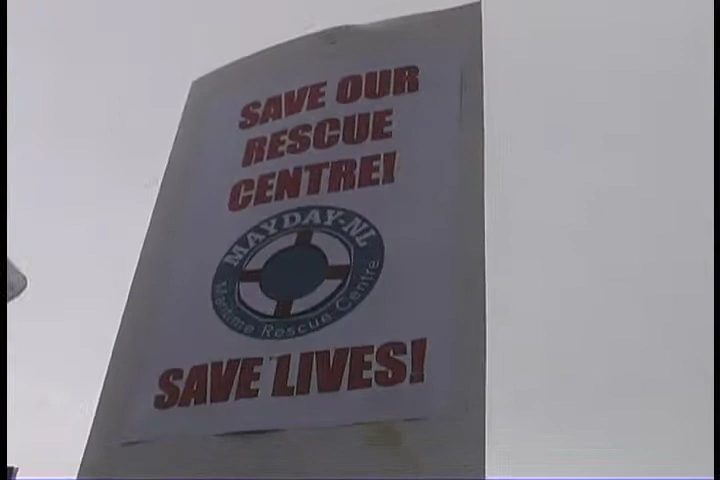 SAVE OUR
RESCUE
CENTRE!
MAYDAY-NL
Maritime Rescue Centre
SAVE LIVES!